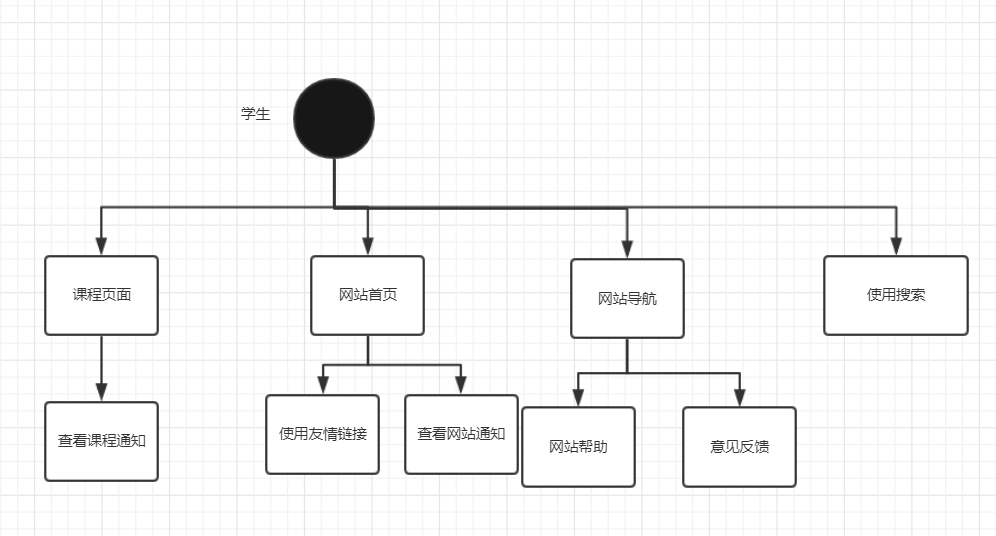 学生
课程页面
网站首页
网站导航
使用搜索
查看课程通知
使用友情链接
查看网站通知
网站帮助
意见反馈